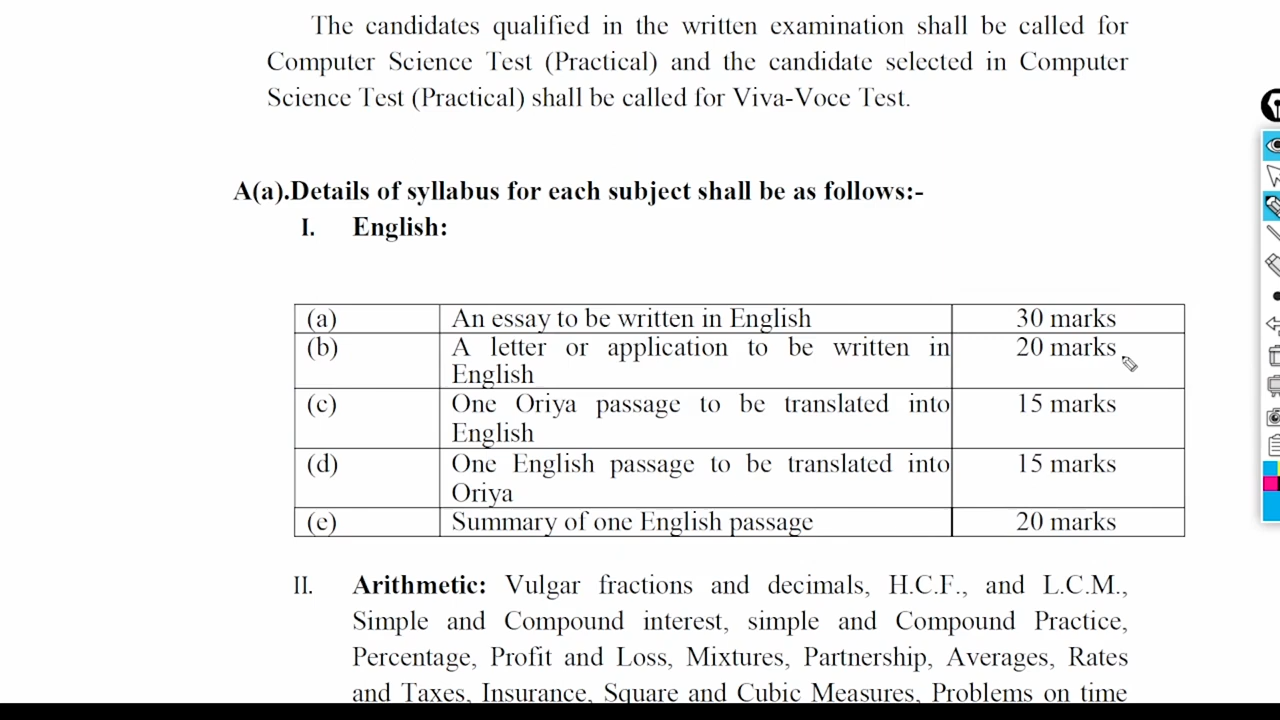 The candidates qualified in the written examination shall be called for
Computer Science Test (Practical) and the candidate selected in Computer
Science Test (Practical) shall be called for Viva-Voce Test.
A(a).Details of syllabus for each subject shall be as follows:-
I. English:
(a) An essay to be written in English 30 marks
(b) A letter or application to be written in 20 marks
English
(c) One Oriya passage to be translated into 15 marks
English
(d) One English passage to be translated into 15 marks
Oriya
(e) Summary of one English passage 20 marks
II. Arithmetic: Vulgar fractions and decimals, H.C.F., and L.C.M.,
Simple and Compound interest, simple and Compound Practice,
Percentage, Profit and Loss, Mixtures, Partnership, Averages, Rates
and Taxes, Insurance, Square and Cubic Measures, Problems on time